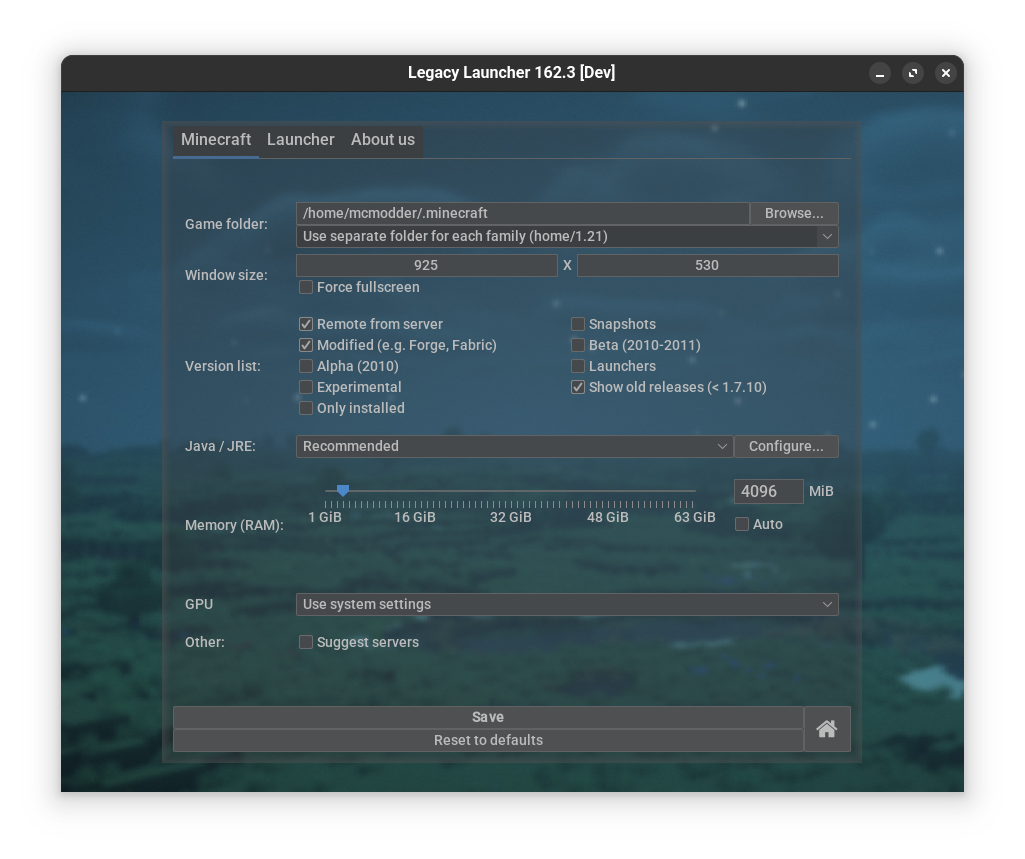 Legacy Launcher 162.3 [Dev]
Minecraft Launcher About us
Game folder: /home/mcmodder/.minecraft Browse...
Use separate folder for each family (home/1.21)
Window size: 925 X 530
Force fullscreen
Version list:
Remote from server Snapshots
Modified (e.g. Forge, Fabric) Beta (2010-2011)
Alpha (2010) Launchers
Experimental Show old releases (< 1.7.10)
Only installed
Java / JRE: Recommended Configure...
Memory (RAM): 4096 MiB
1 GiB 16 GiB 32 GiB 48 GiB 63 GiB
Auto
GPU Use system settings
Other: Suggest servers
Save
Reset to defaults